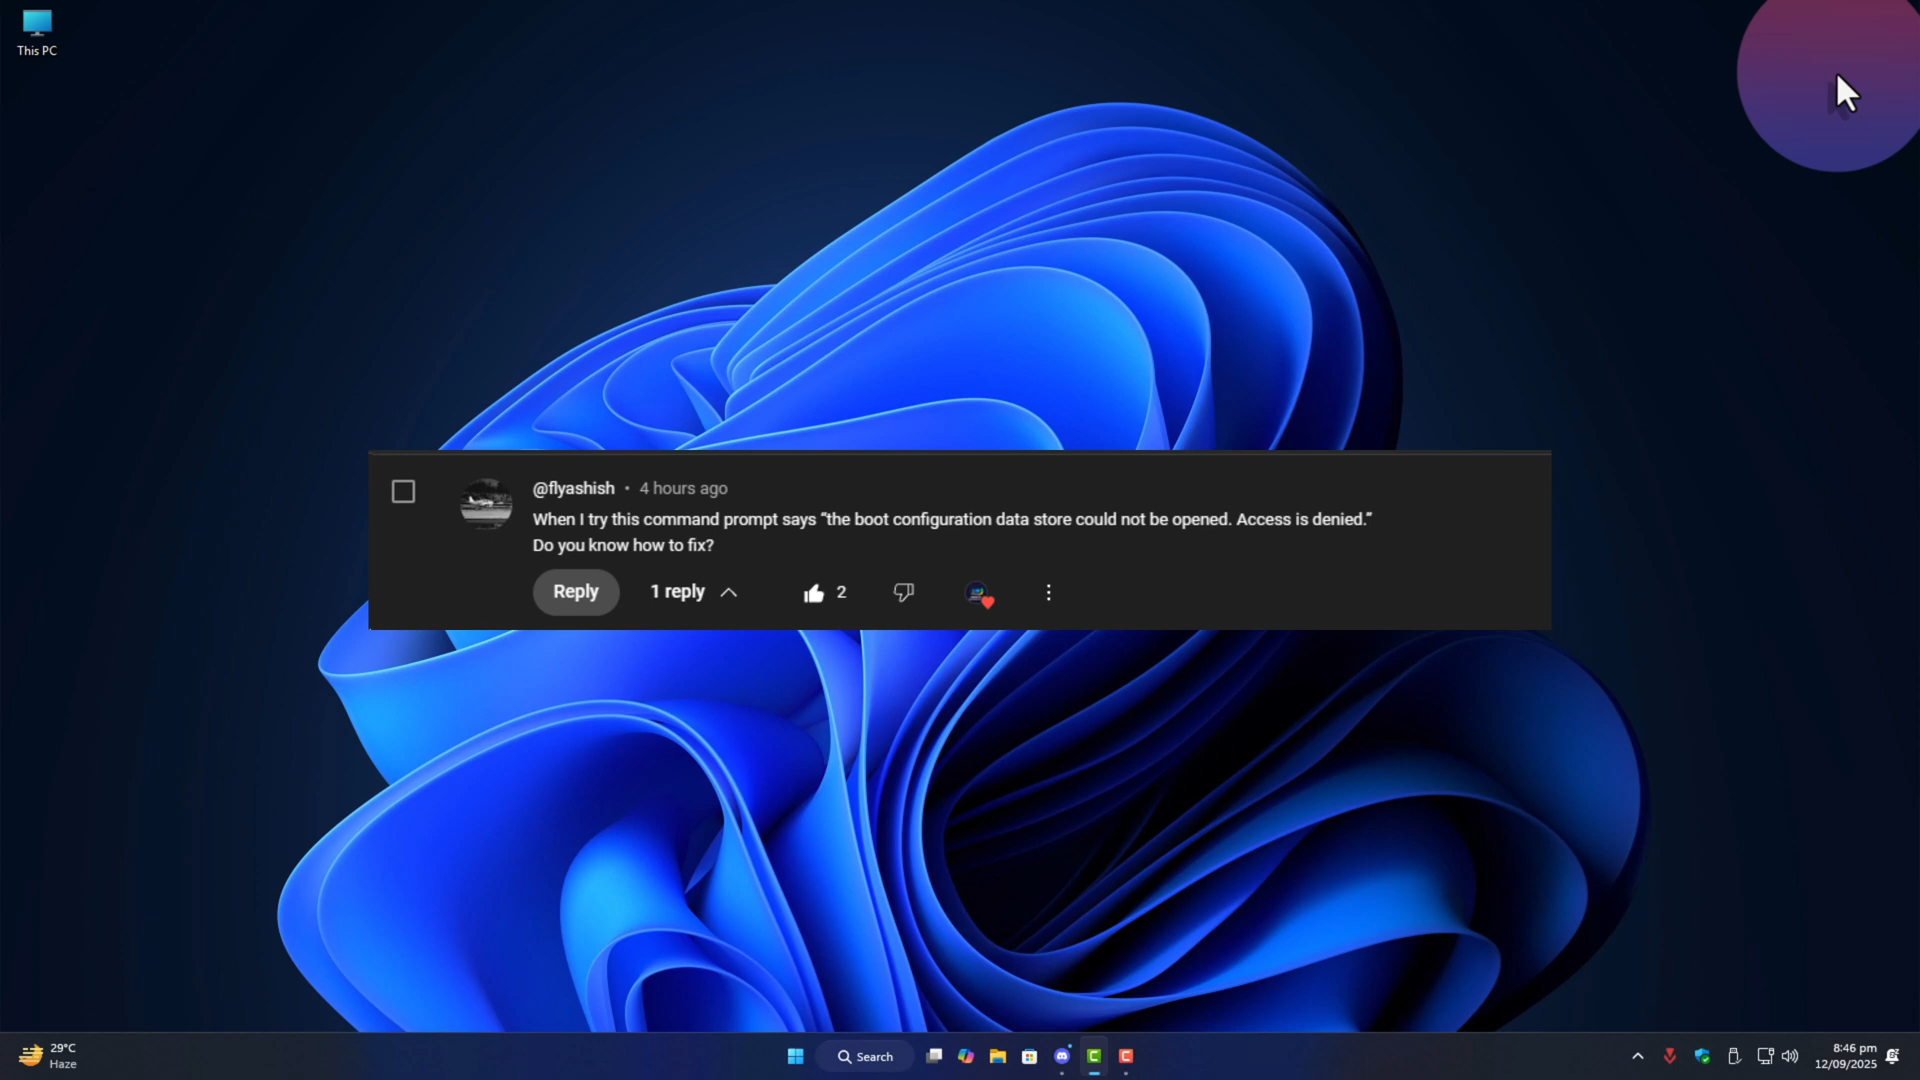 This PC
@flyashish • 4 hours ago
When I try this command prompt says “the boot configuration data store could not be opened. Access is denied.”
Do you know how to fix?
Reply 1 reply 2
29°C
Haze
Search
8:46 pm
12/09/2025